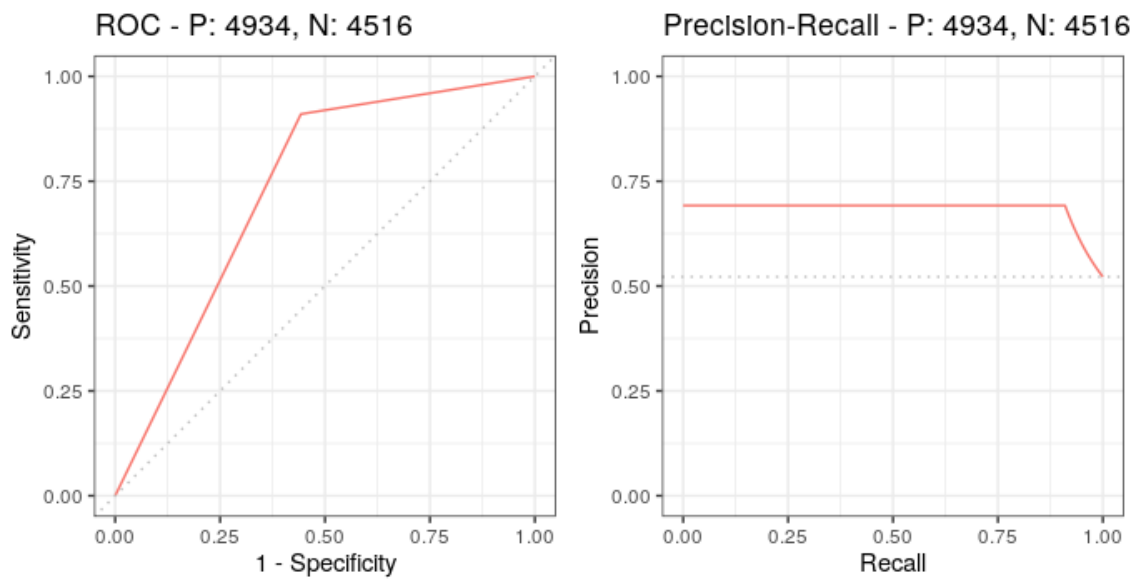 ROC - P: 4934, N: 4516
1.00
0.75
0.50
0.25
0.00
Sensitivity
0.00 0.25 0.50 0.75 1.00
1 - Specificity
Precision-Recall - P: 4934, N: 4516
1.00
0.75
0.50
0.25
0.00
Precision
0.00 0.25 0.50 0.75 1.00
Recall